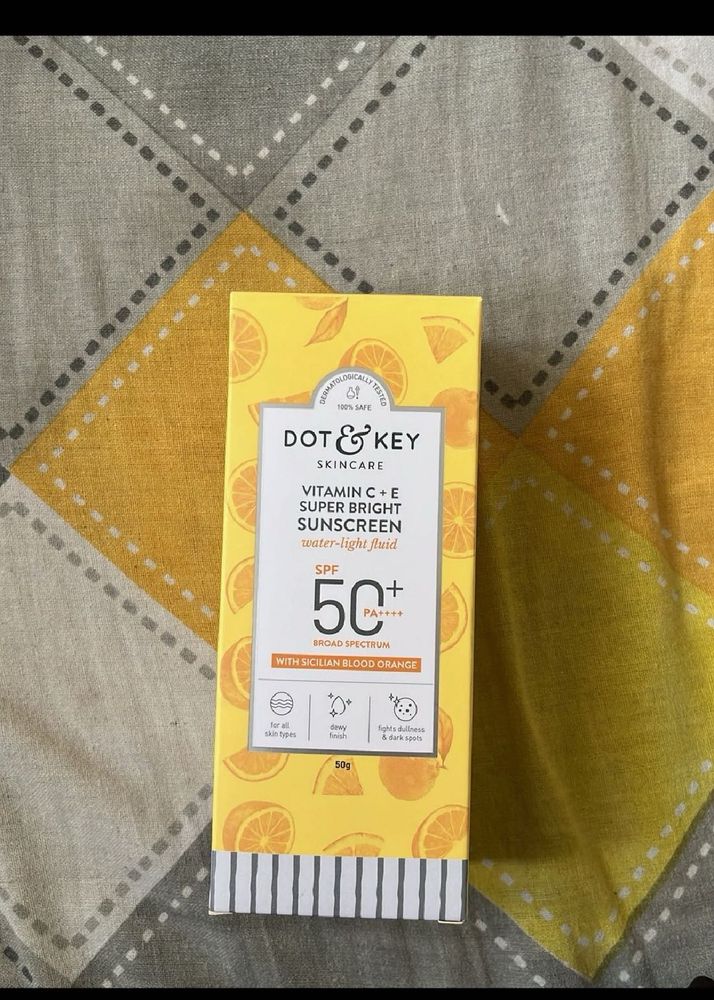 DERMATOLOGICALLY TESTED
100% SAFE
DOT & KEY
SKINCARE
VITAMIN C + E
SUPER BRIGHT
SUNSCREEN
water-light fluid
SPF
50+
PA++++
BROAD SPECTRUM
WITH SICILIAN BLOOD ORANGE
for all
skin types
dewy
finish
fights dullness
& dark spots
50g